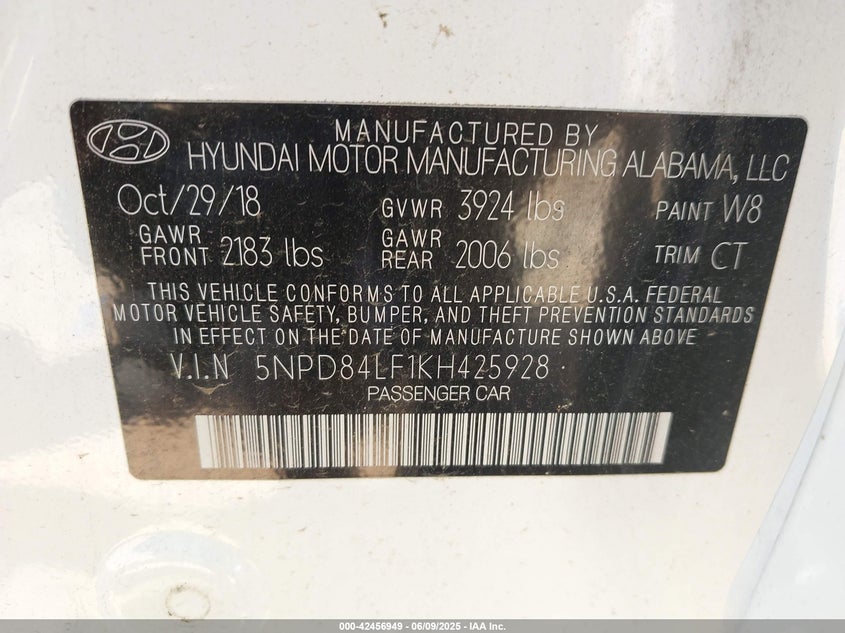 MANUFACTURED BY
HYUNDAI MOTOR MANUFACTURING ALABAMA, LLC
Oct/29/18 GVWR 3924 lbs PAINT W8
GAWR FRONT 2183 lbs GAWR REAR 2006 lbs TRIM CT
THIS VEHICLE CONFORMS TO ALL APPLICABLE U.S.A. FEDERAL
MOTOR VEHICLE SAFETY, BUMPER, AND THEFT PREVENTION STANDARDS
IN EFFECT ON THE DATE OF MANUFACTURE SHOWN ABOVE
V.I.N 5NPD84LF1KH425928
PASSENGER CAR
000-42456949 | 06/09/2025 - IAA Inc.